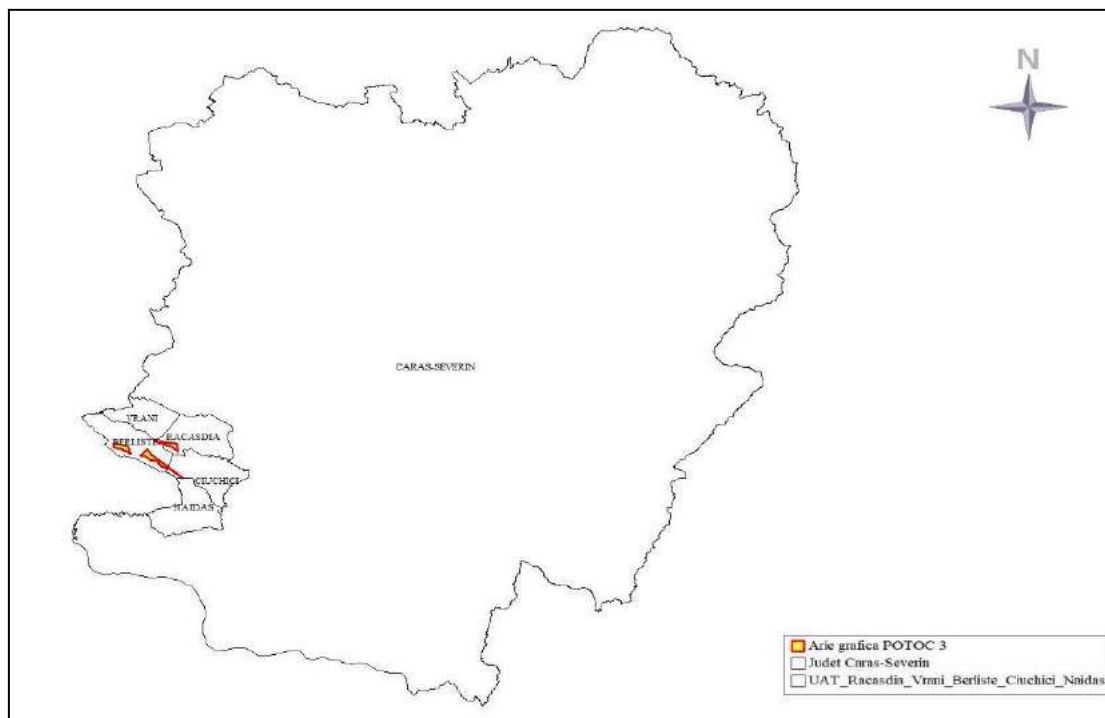 N
CARAS-SEVERIN
VRANI
BERLISTE
RACASDIA
CIUCHICI
NAIDAS
Arie grafica POTOC 3
Judet Caras-Severin
UAT_Racasdia_Vrani_Berliste_Ciuchici_Naidas